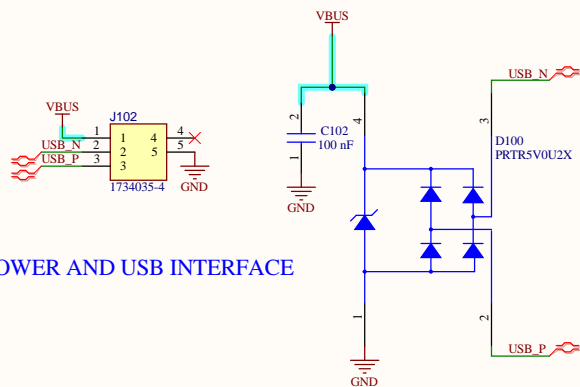 VBUS
USB_N
VBUS
J102
USB_N
USB_P
1
2
3
1
2
3
4
5
4
5
1734035-4
GND
2
C102
100 nF
1
GND
4
3
D100
PRTR5V0U2X
OWER AND USB INTERFACE
1
2
GND
USB_P